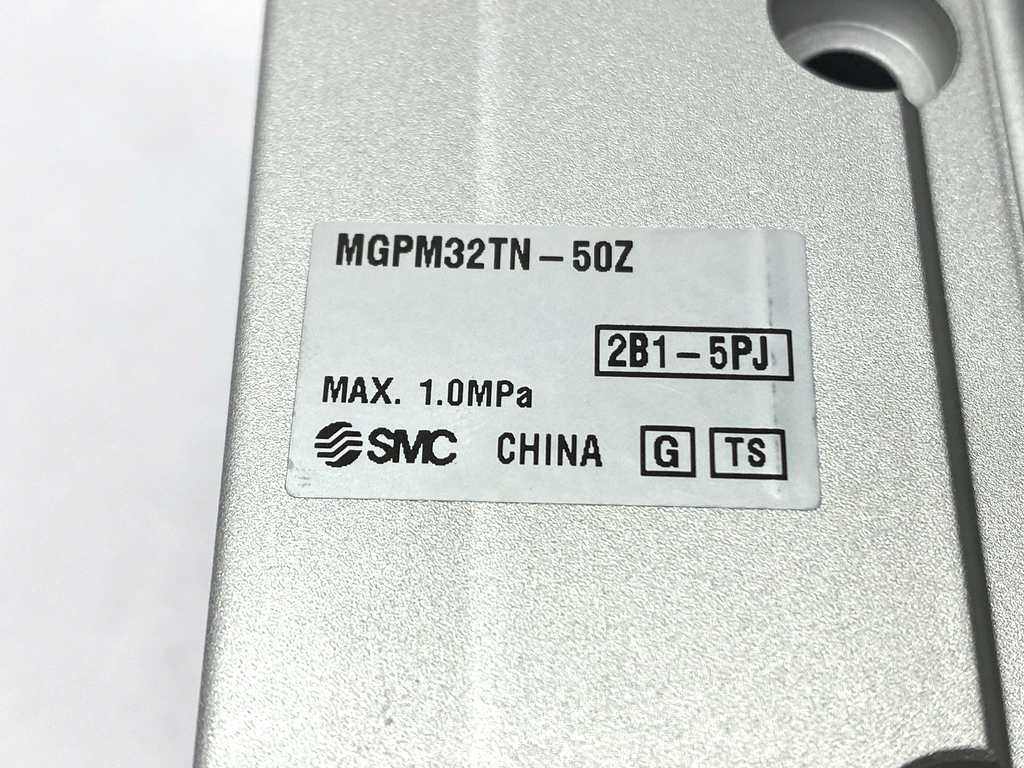 MGPM32TN-50Z
2B1-5PJ
MAX. 1.0MPa
SMC CHINA G TS